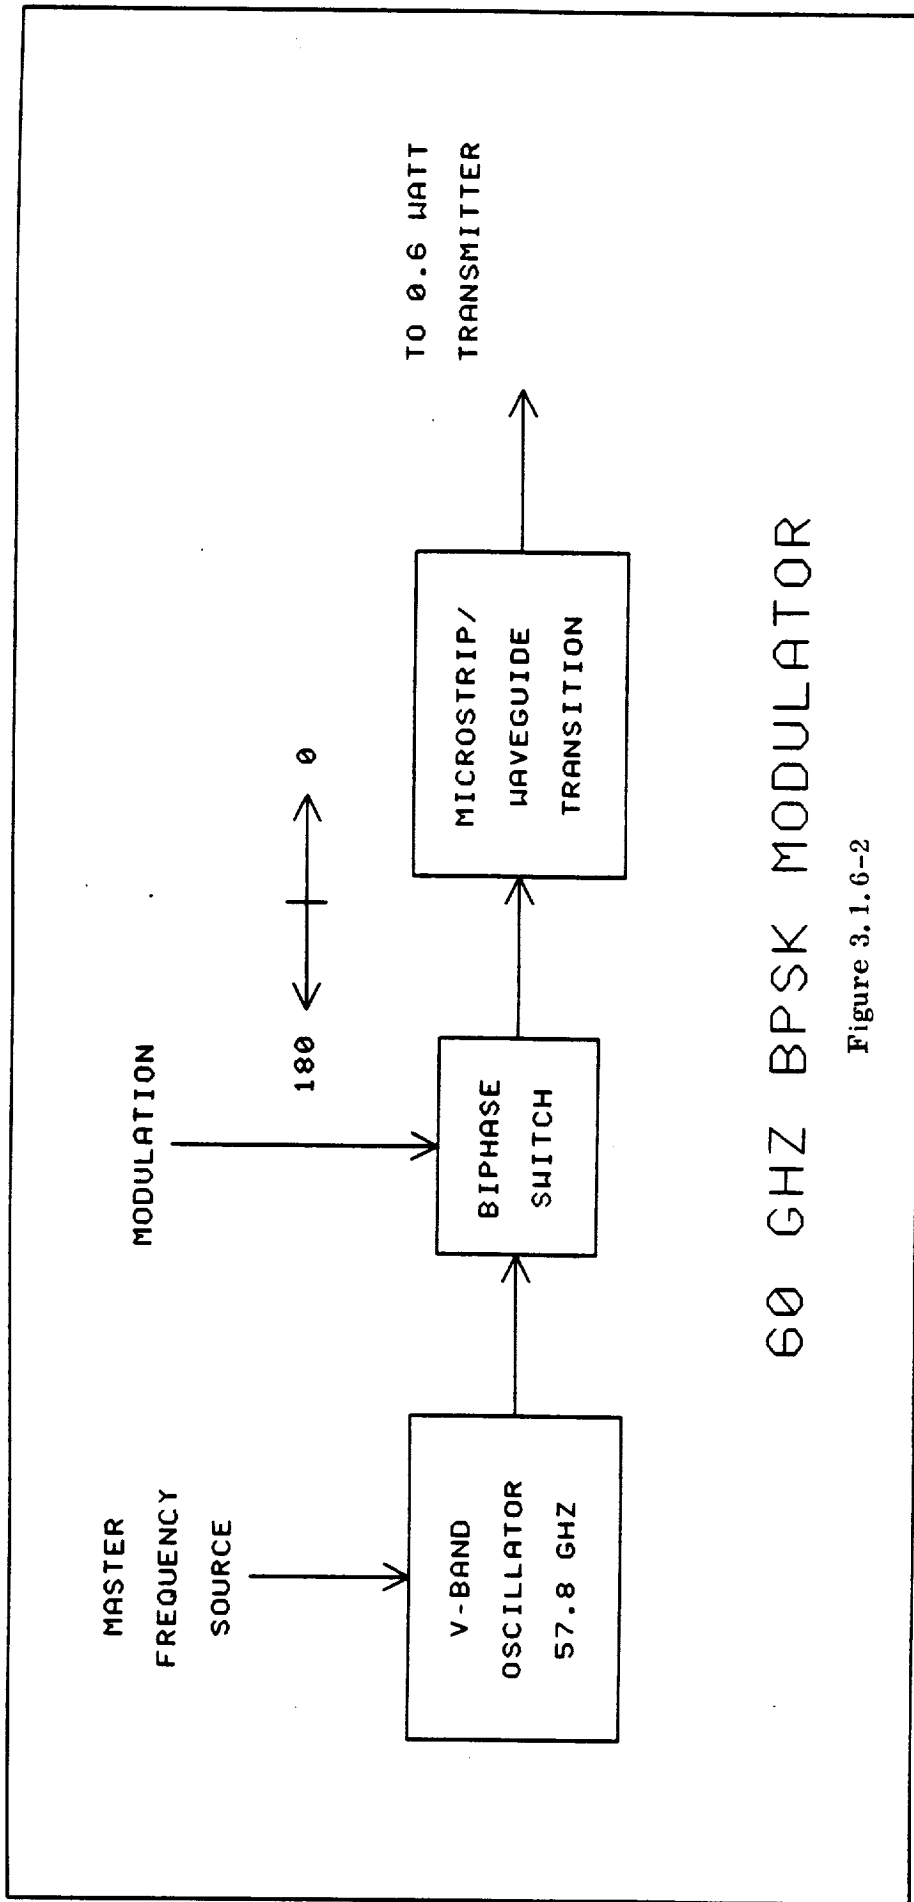 MASTER
FREQUENCY
SOURCE
MODULATION
180
0
V-BAND
OSCILLATOR
57.8 GHZ
BIPHASE
SWITCH
MICROSTRIP/
WAVEGUIDE
TRANSITION
TO 0.6 WATT
TRANSMITTER
60 GHZ BPSK MODULATOR
Figure 3.1.6-2